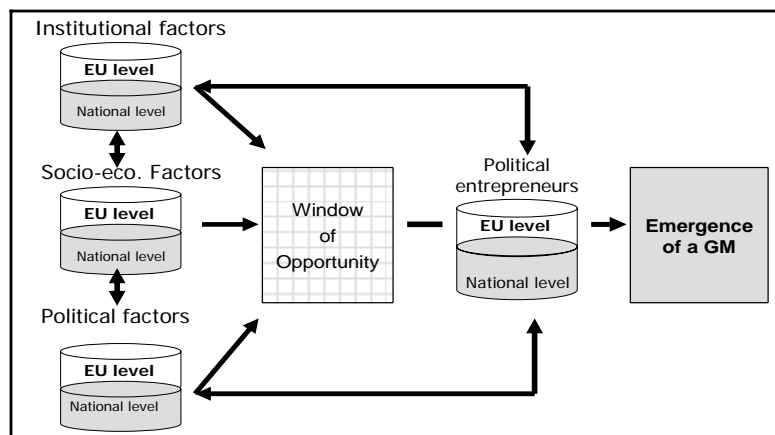 Institutional factors
EU level
National level
Socio-eco. Factors
EU level
National level
Political factors
EU level
National level
Window
of
Opportunity
Political
entrepreneurs
EU level
National level
Emergence
of a GM